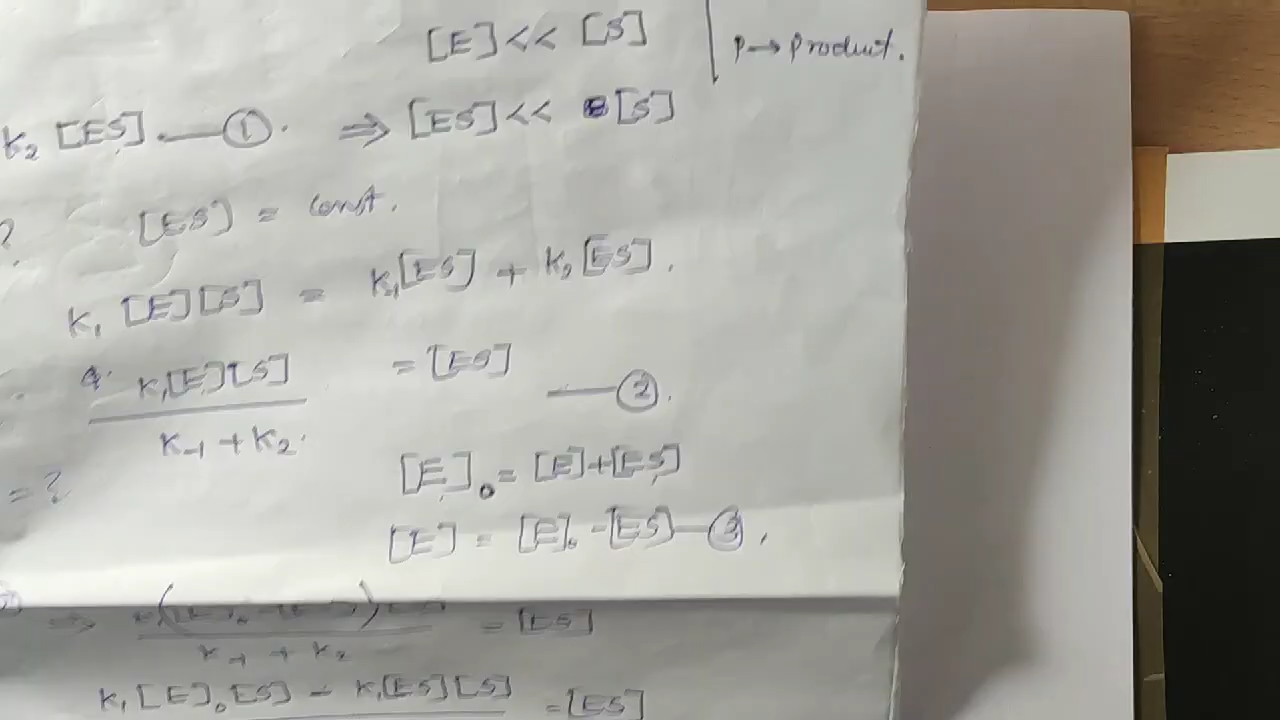 [E] << [S]
P → Product.
k₂ [ES] — ①. ⇒ [ES] << [S]
? [ES] = const.
k₁ [E][S] = k₁[ES] + k₂[ES].
k₁[E][S] = [ES] — ②.
k₋₁ + k₂.
[E]₀ = [E]+[ES]
= ?
[E] = [E]₀ - [ES] — ③.
⇒ = [ES]
k₋₁ + k₂
k₁[E]₀[S] - k₁[ES][S] = [ES]